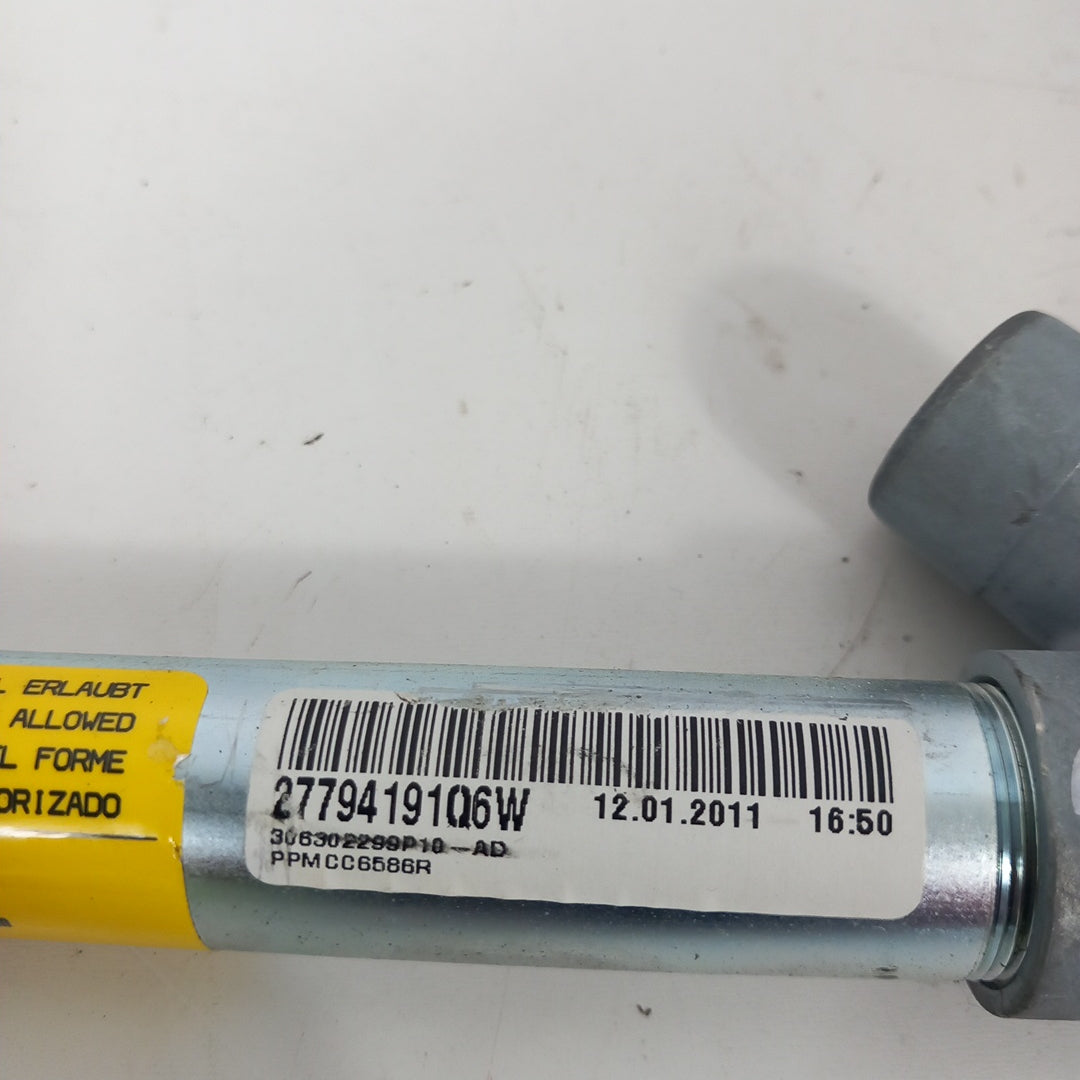 L ERLAUBT
ALLOWED
L FORME
ORIZADO
27794191Q6W 12.01.2011 16:50
306302299P10-AD
PPMCC6586R